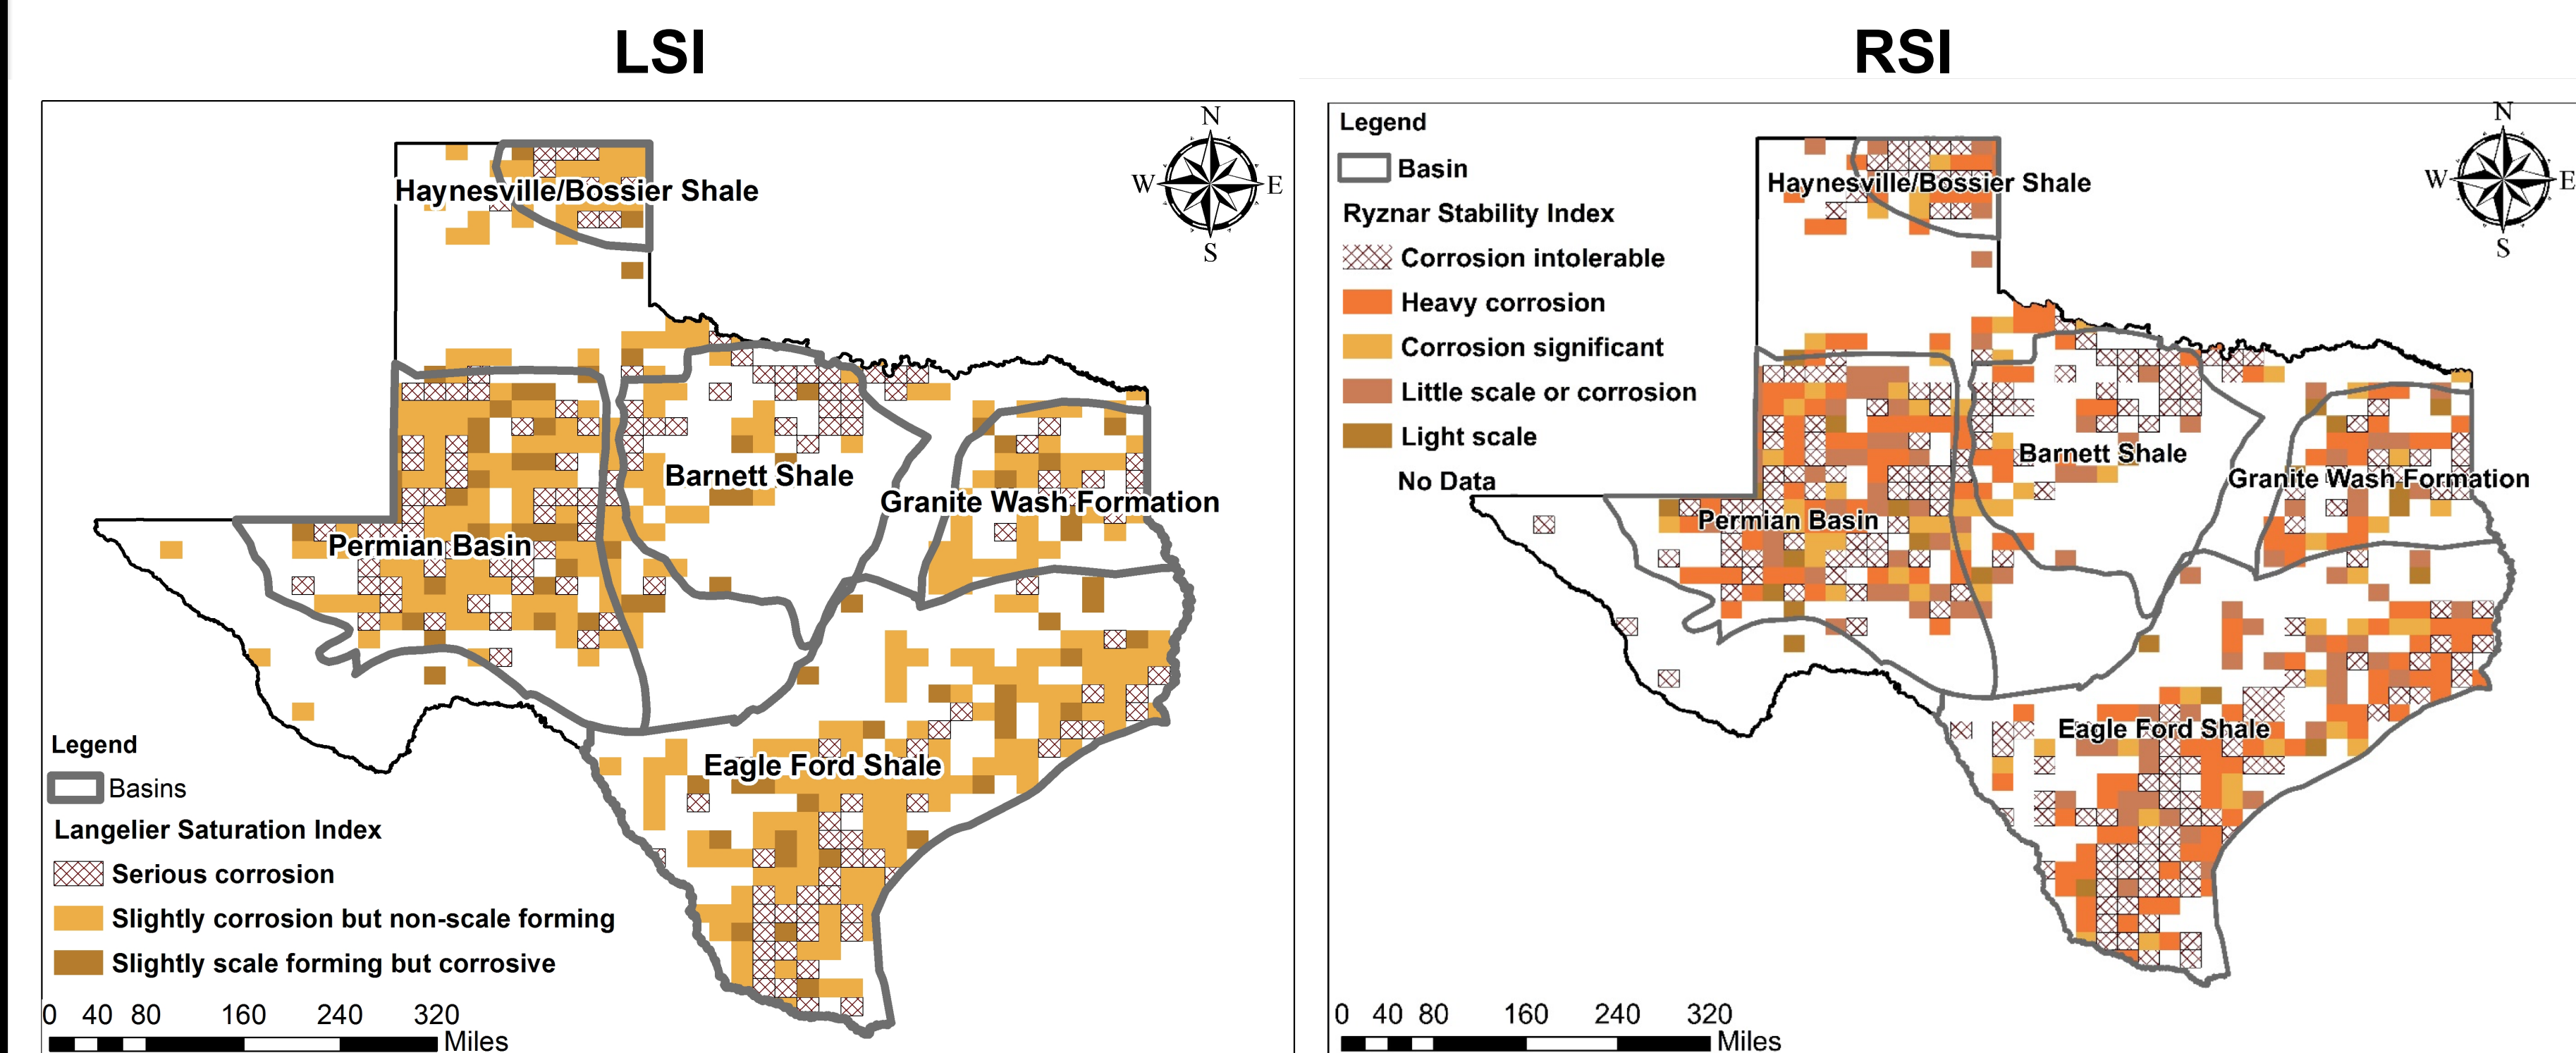 LSI
N
W
E
S
Haynesville/Bossier Shale
Barnett Shale
Granite Wash Formation
Permian Basin
Eagle Ford Shale
Legend
Basins
Langelier Saturation Index
Serious corrosion
Slightly corrosion but non-scale forming
Slightly scale forming but corrosive
0 40 80 160 240 320
Miles
RSI
Legend
Basin
Ryznar Stability Index
Corrosion intolerable
Heavy corrosion
Corrosion significant
Little scale or corrosion
Light scale
No Data
N
W
E
S
Haynesville/Bossier Shale
Barnett Shale
Granite Wash Formation
Permian Basin
Eagle Ford Shale
0 40 80 160 240 320
Miles